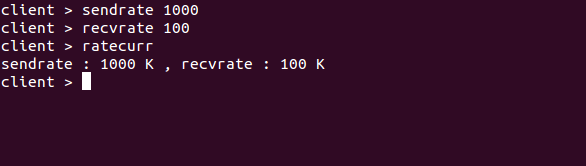 client > sendrate 1000
client > recvrate 100
client > ratecurr
sendrate : 1000 K , recvrate : 100 K
client >